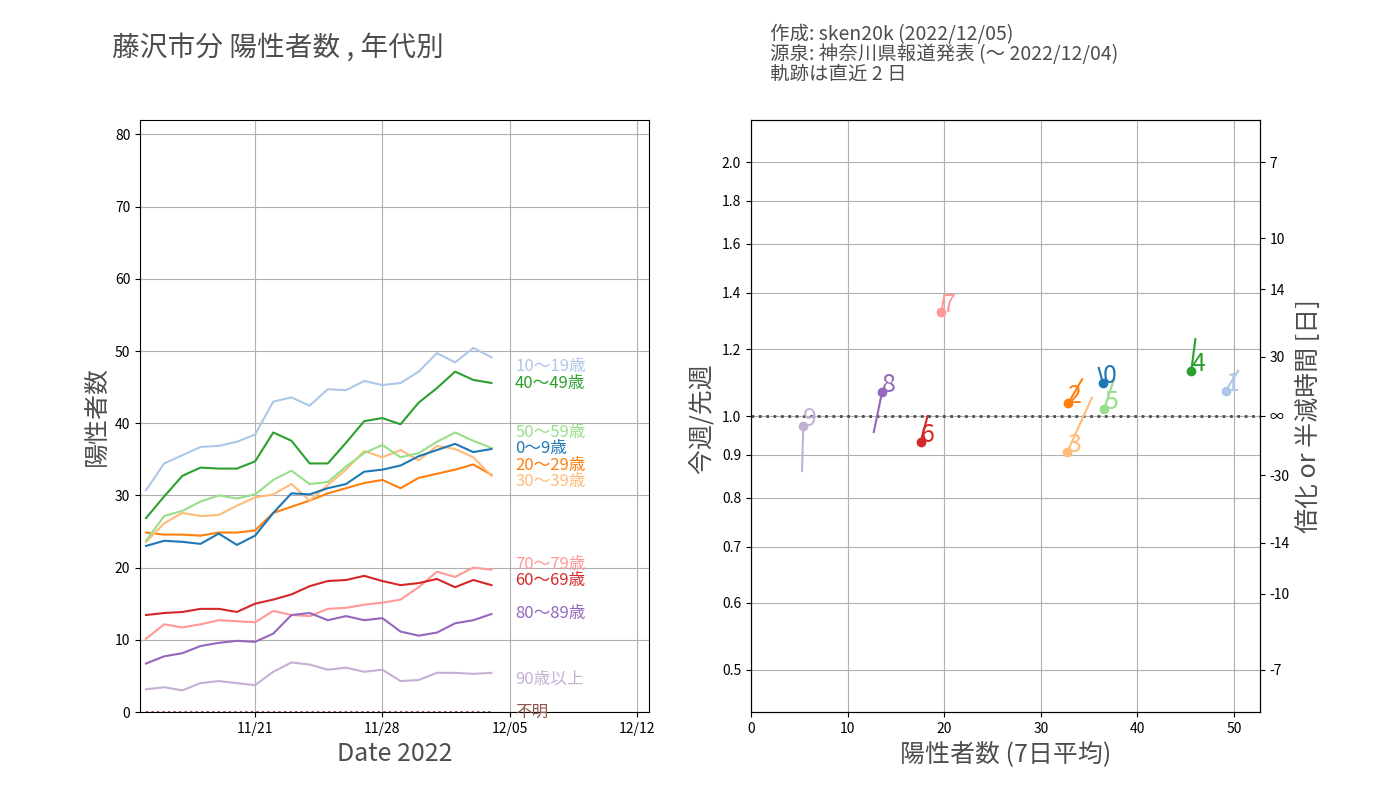 藤沢市分 陽性者数 , 年代別
作成: sken20k (2022/12/05)
源泉: 神奈川県報道発表 (〜 2022/12/04)
軌跡は直近 2 日
陽性者数
80
70
60
50
40
30
20
10
0
11/21
11/28
12/05
12/12
Date 2022
10〜19歳
40〜49歳
50〜59歳
0〜9歳
20〜29歳
30〜39歳
70〜79歳
60〜69歳
80〜89歳
90歳以上
不明
今週/先週
2.0
1.8
1.6
1.4
1.2
1.0
0.9
0.8
0.7
0.6
0.5
7
4
0
1
8
2
5
9
6
3
0
10
20
30
40
50
陽性者数 (7日平均)
7
10
14
30
∞
-30
-14
-10
-7
倍化 or 半減時間 [日]